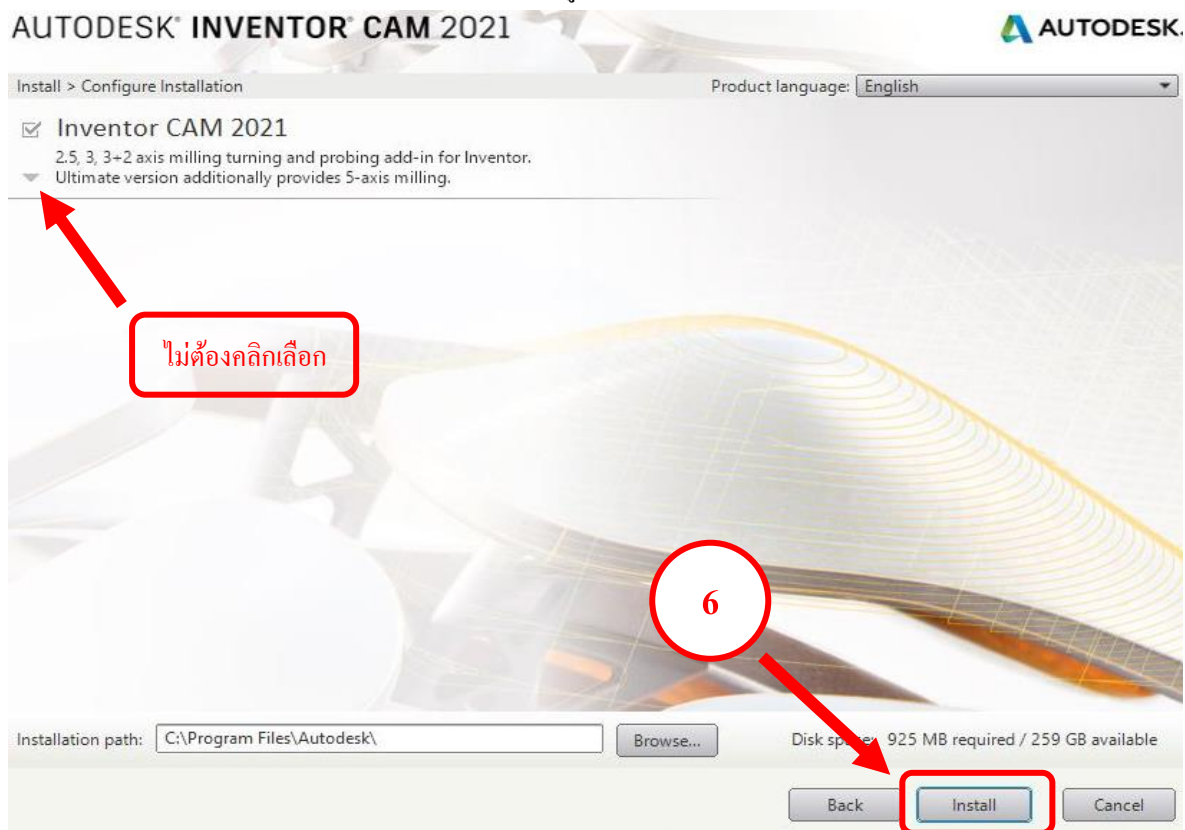 AUTODESK® INVENTOR® CAM 2021
AUTODESK.
Install > Configure Installation
Product language: English
Inventor CAM 2021
2.5, 3, 3+2 axis milling turning and probing add-in for Inventor.
Ultimate version additionally provides 5-axis milling.
ไม่ต้องคลิกเลือก
6
Installation path: C:\Program Files\Autodesk\ Browse... Disk space: 925 MB required / 259 GB available
Back Install Cancel